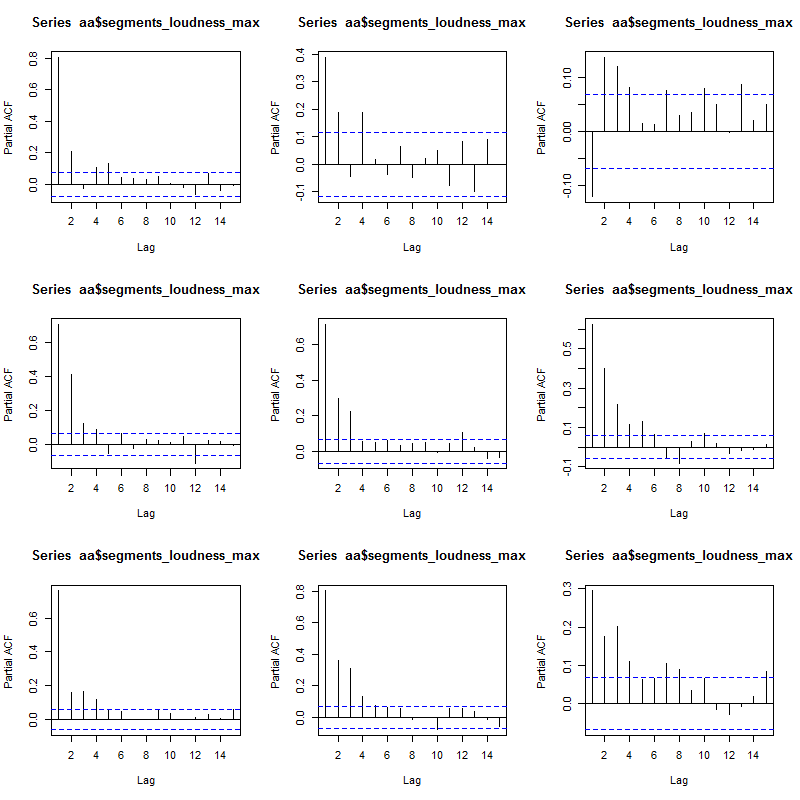 Series aa$segments_loudness_max Series aa$segments_loudness_max Series aa$segments_loudness_max
Partial ACF
0.0 0.2 0.4 0.6 0.8
2 4 6 8 10 12 14
Lag
Partial ACF
-0.1 0.0 0.1 0.2 0.3 0.4
2 4 6 8 10 12 14
Lag
Partial ACF
-0.10 0.00 0.10
2 4 6 8 10 12 14
Lag
Series aa$segments_loudness_max Series aa$segments_loudness_max Series aa$segments_loudness_max
Partial ACF
0.0 0.2 0.4 0.6
2 4 6 8 10 12 14
Lag
Partial ACF
0.0 0.2 0.4 0.6
2 4 6 8 10 12 14
Lag
Partial ACF
-0.1 0.1 0.3 0.5
2 4 6 8 10 12 14
Lag
Series aa$segments_loudness_max Series aa$segments_loudness_max Series aa$segments_loudness_max
Partial ACF
0.0 0.2 0.4 0.6
2 4 6 8 10 12 14
Lag
Partial ACF
0.0 0.2 0.4 0.6 0.8
2 4 6 8 10 12 14
Lag
Partial ACF
0.0 0.1 0.2 0.3
2 4 6 8 10 12 14
Lag